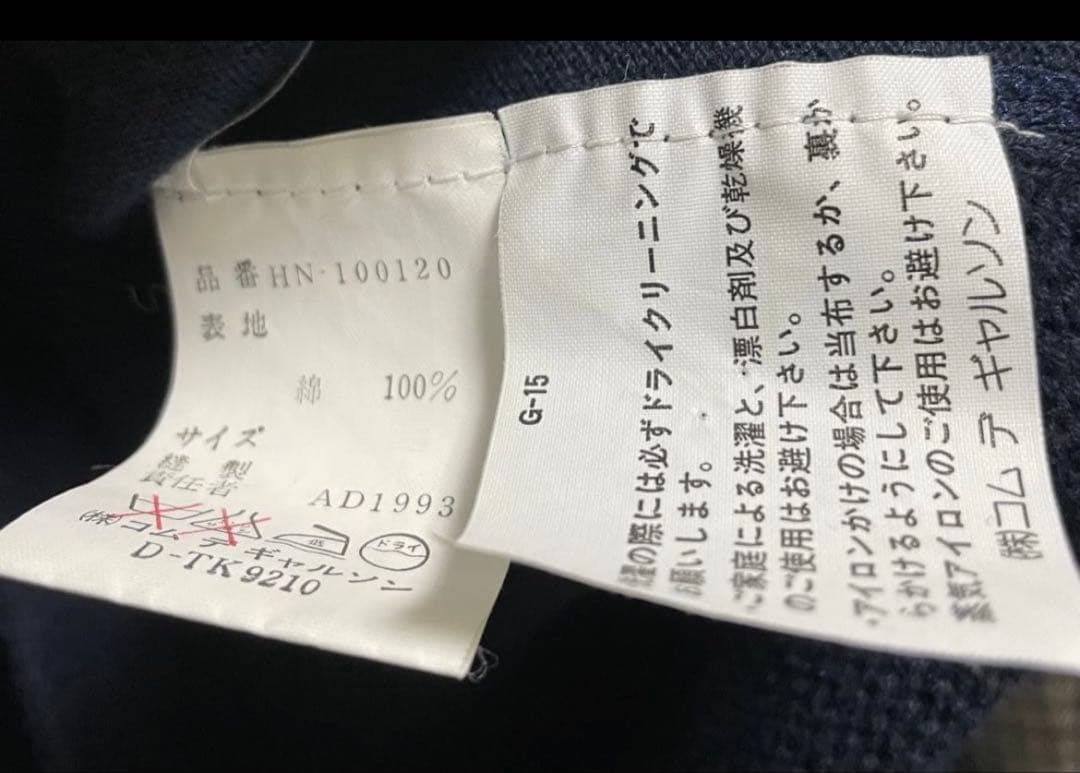 品番 HN・100120
表地
綿 100%
サイズ
縫製
責任者
AD1993
低
ドライ
(株)コム デ ギャルソン
D-TK9210
G-15
の際には必ずドライクリーニングで
お願いします。
ご家庭による洗濯と、漂白剤及び乾燥機
のご使用はお避け下さい。
・アイロンかけの場合は当布するか、裏か
らかけるようにして下さい。
蒸気アイロンのご使用はお避け下さい。
㈱コム デ ギャルソン